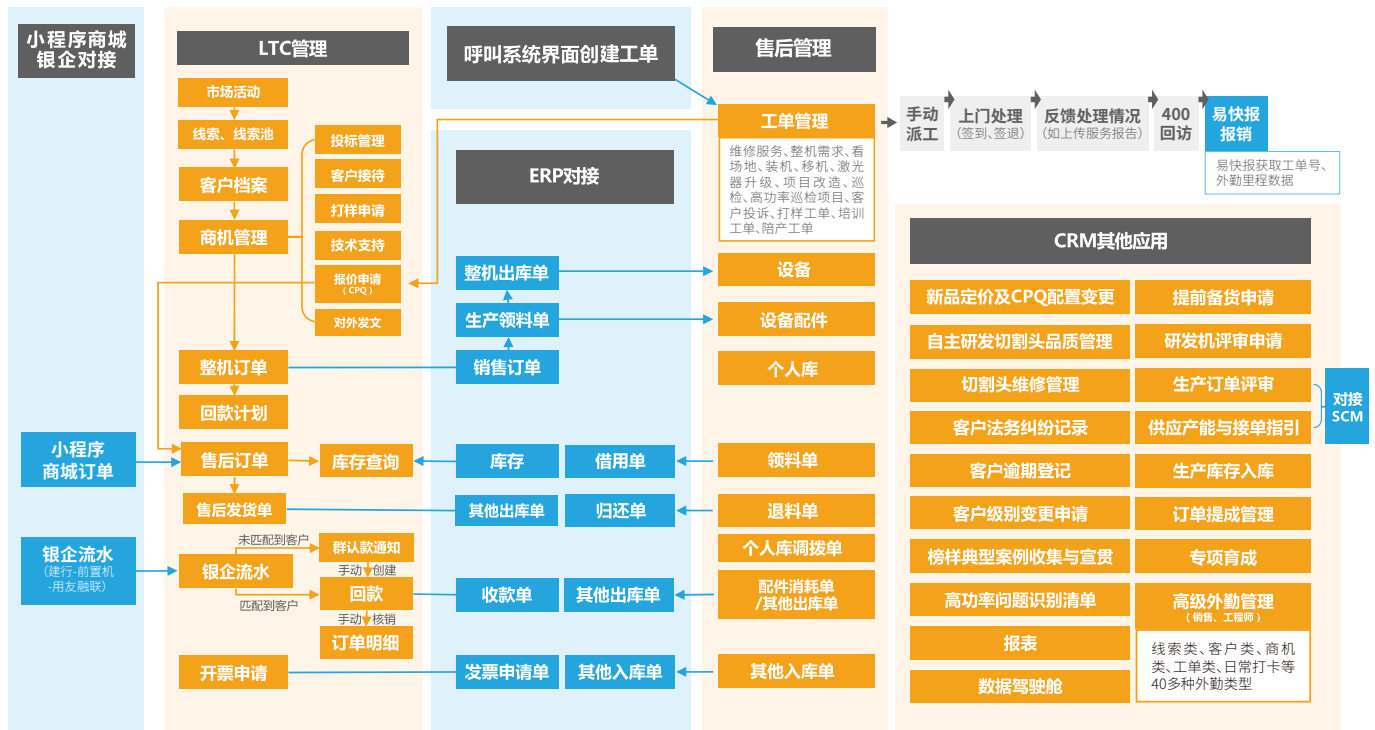 小程序商城
银企对接
小程序
商城订单
银企流水
（建行-前置机
-用友融联）
LTC管理
市场活动
线索、线索池
客户档案
商机管理
投标管理
客户接待
打样申请
技术支持
报价申请
（CPQ）
对外发文
整机订单
回款计划
售后订单
库存查询
售后发货单
未匹配到客户
群认款通知
银企流水
手动
创建
回款
匹配到客户
手动
核销
订单明细
开票申请
呼叫系统界面创建工单
ERP对接
整机出库单
生产领料单
销售订单
库存
借用单
其他出库单
归还单
收款单
其他出库单
发票申请单
其他入库单
售后管理
工单管理
维修服务、整机需求、看
场地、装机、移机、激光
器升级、项目改造、巡
检、高功率巡检项目、客
户投诉、打样工单、培训
工单、陪产工单
设备
设备配件
个人库
领料单
退料单
个人库调拨单
配件消耗单
/其他出库单
其他入库单
手动
派工
上门处理
（签到、签退）
反馈处理情况
（如上传服务报告）
400
回访
易快报
报销
易快报获取工单号、
外勤里程数据
CRM其他应用
新品定价及CPQ配置变更
提前备货申请
自主研发切割头品质管理
研发机评审申请
切割头维修管理
生产订单评审
客户法务纠纷记录
供应产能与接单指引
对接
SCM
客户逾期登记
生产库存入库
客户级别变更申请
订单提成管理
榜样典型案例收集与宣贯
专项育成
高功率问题识别清单
高级外勤管理
（销售、工程师）
报表
数据驾驶舱
线索类、客户类、商机
类、工单类、日常打卡等
40多种外勤类型